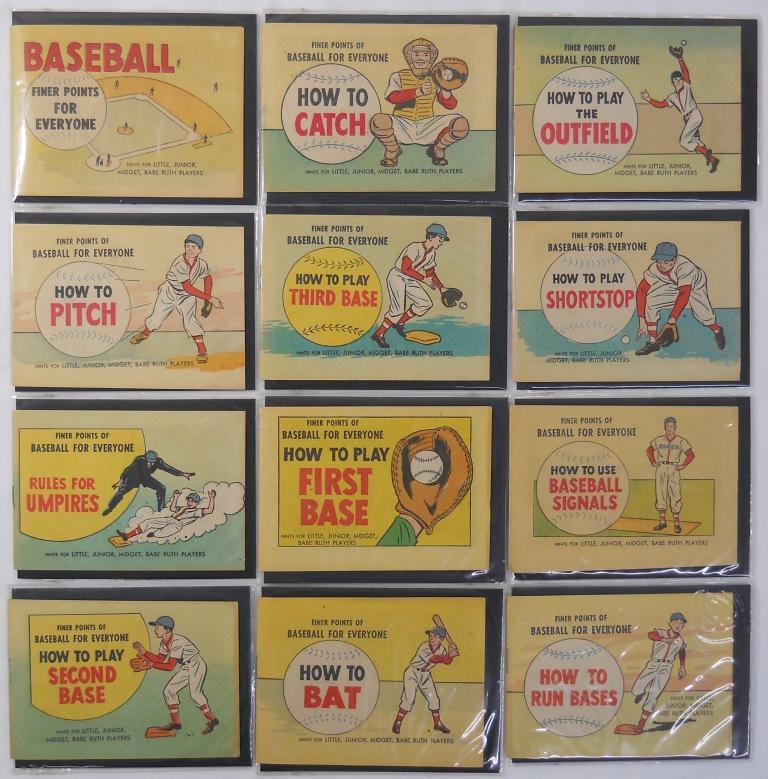 BASEBALL
FINER POINTS
FOR
EVERYONE
HINTS FOR LITTLE, JUNIOR,
MIDGET, BABE RUTH PLAYERS
FINER POINTS OF
BASEBALL FOR EVERYONE
HOW TO
CATCH
HINTS FOR LITTLE, JUNIOR, MIDGET, BABE RUTH PLAYERS
FINER POINTS OF
BASEBALL FOR EVERYONE
HOW TO PLAY
THE
OUTFIELD
HINTS FOR LITTLE, JUNIOR,
MIDGET, BABE RUTH PLAYERS
FINER POINTS OF
BASEBALL FOR EVERYONE
HOW TO
PITCH
HINTS FOR LITTLE, JUNIOR, MIDGET, BABE RUTH PLAYERS
FINER POINTS OF
BASEBALL FOR EVERYONE
HOW TO PLAY
THIRD BASE
HINTS FOR LITTLE, JUNIOR, MIDGET, BABE RUTH PLAYERS
FINER POINTS OF
BASEBALL FOR EVERYONE
HOW TO PLAY
SHORTSTOP
HINTS FOR LITTLE, JUNIOR,
MIDGET, BABE RUTH PLAYERS
FINER POINTS OF
BASEBALL FOR EVERYONE
RULES FOR
UMPIRES
HINTS FOR LITTLE, JUNIOR, MIDGET, BABE RUTH PLAYERS
FINER POINTS OF
BASEBALL FOR EVERYONE
HOW TO PLAY
FIRST
BASE
HINTS FOR LITTLE, JUNIOR, MIDGET,
BABE RUTH PLAYERS
FINER POINTS OF
BASEBALL FOR EVERYONE
HOW TO USE
BASEBALL
SIGNALS
COACH
HINTS FOR LITTLE, JUNIOR, MIDGET, BABE RUTH PLAYERS
FINER POINTS OF
BASEBALL FOR EVERYONE
HOW TO PLAY
SECOND
BASE
HINTS FOR LITTLE, JUNIOR,
MIDGET, BABE RUTH PLAYERS
FINER POINTS OF
BASEBALL FOR EVERYONE
HOW TO
BAT
HINTS FOR LITTLE, JUNIOR,
MIDGET, BABE RUTH PLAYERS
FINER POINTS OF
BASEBALL FOR EVERYONE
HOW TO
RUN BASES
JUNIOR, MIDGET,
BABE RUTH PLAYERS